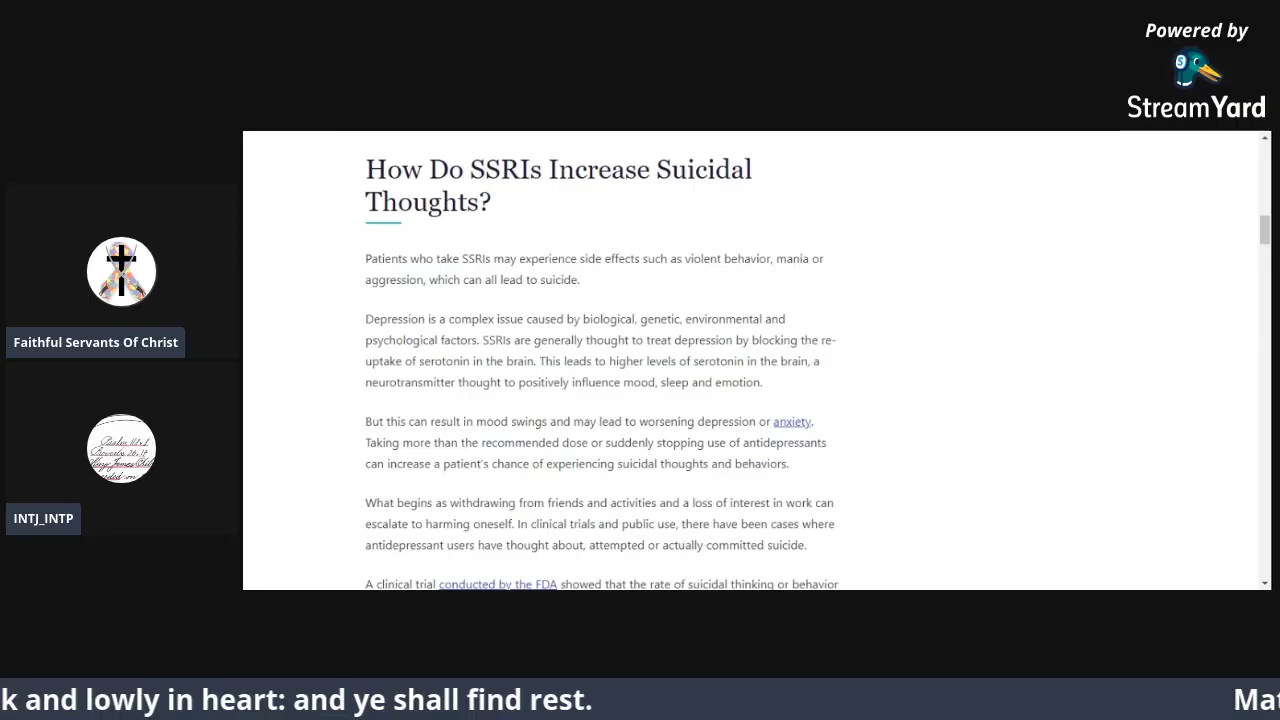 Powered by
StreamYard
How Do SSRIs Increase Suicidal
Thoughts?
Patients who take SSRIs may experience side effects such as violent behavior, mania or
aggression, which can all lead to suicide.
Depression is a complex issue caused by biological, genetic, environmental and
psychological factors. SSRIs are generally thought to treat depression by blocking the re-
uptake of serotonin in the brain. This leads to higher levels of serotonin in the brain, a
neurotransmitter thought to positively influence mood, sleep and emotion.
But this can result in mood swings and may lead to worsening depression or anxiety.
Taking more than the recommended dose or suddenly stopping use of antidepressants
can increase a patient's chance of experiencing suicidal thoughts and behaviors.
What begins as withdrawing from friends and activities and a loss of interest in work can
escalate to harming oneself. In clinical trials and public use, there have been cases where
antidepressant users have thought about, attempted or actually committed suicide.
A clinical trial conducted by the FDA showed that the rate of suicidal thinking or behavior
Faithful Servants Of Christ
INTJ_INTP
k and lowly in heart: and ye shall find rest.
Mat